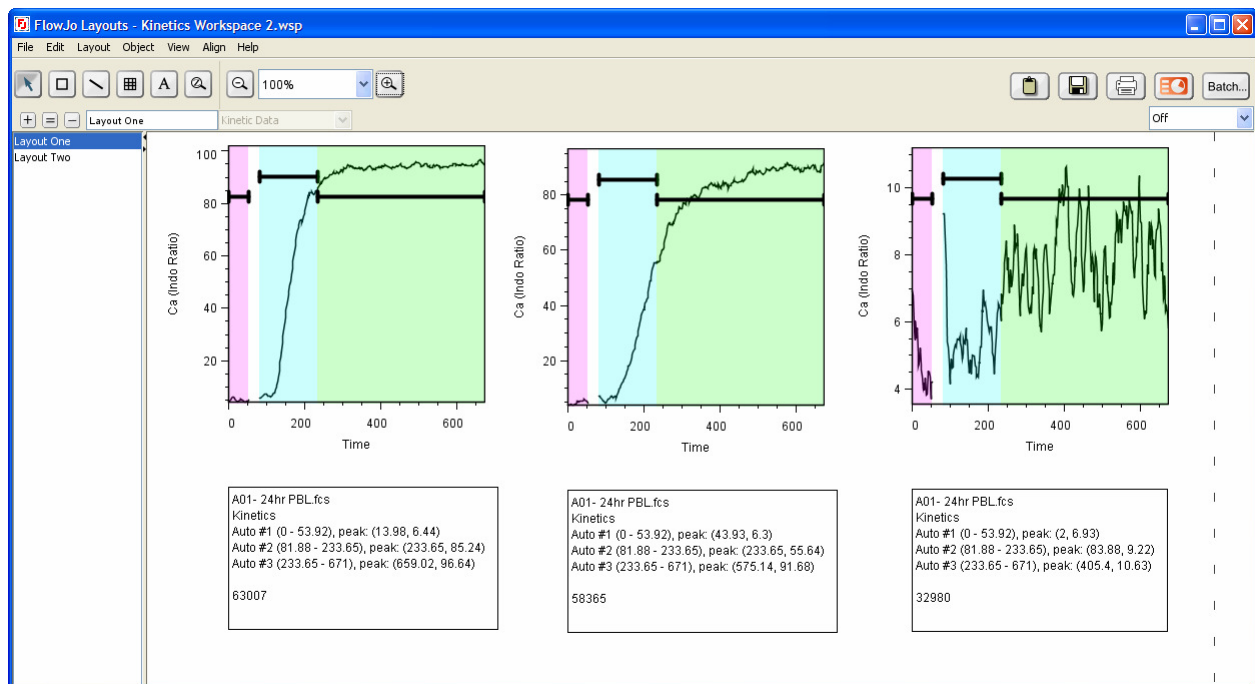 FlowJo Layouts - Kinetics Workspace 2.wsp
File Edit Layout Object View Align Help
A 100% Batch...
+ = − Layout One Kinetic Data Off
Layout One
Layout Two
100
80
60
40
20
Ca (Indo Ratio)
0 200 400 600
Time
80
60
40
20
Ca (Indo Ratio)
0 200 400 600
Time
10
8
6
4
Ca (Indo Ratio)
0 200 400 600
Time
A01- 24hr PBL.fcs
Kinetics
Auto #1 (0 - 53.92), peak: (13.98, 6.44)
Auto #2 (81.88 - 233.65), peak: (233.65, 85.24)
Auto #3 (233.65 - 671), peak: (659.02, 96.64)
63007
A01- 24hr PBL.fcs
Kinetics
Auto #1 (0 - 53.92), peak: (43.93, 6.3)
Auto #2 (81.88 - 233.65), peak: (233.65, 55.64)
Auto #3 (233.65 - 671), peak: (575.14, 91.68)
58365
A01- 24hr PBL.fcs
Kinetics
Auto #1 (0 - 53.92), peak: (2, 6.93)
Auto #2 (81.88 - 233.65), peak: (83.88, 9.22)
Auto #3 (233.65 - 671), peak: (405.4, 10.63)
32980